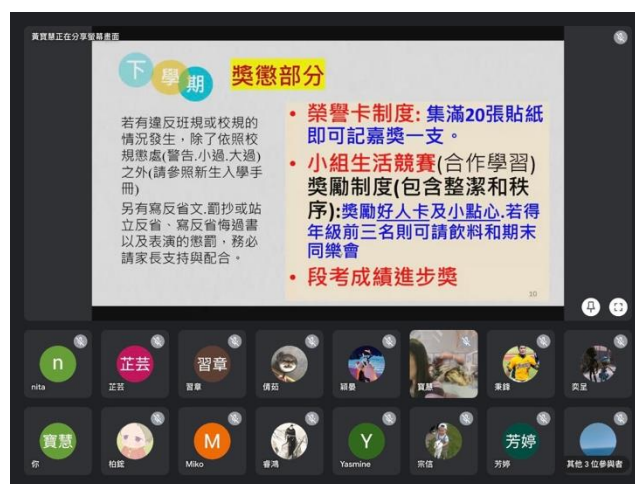 黃寶慧正在分享螢幕畫面
下學期
獎懲部分
若有違反班規或校規的
情況發生，除了依照校
規懲處(警告.小過.大過)
之外(請參照新生入學手
冊)
另有寫反省文.罰抄或站
立反省、寫反省悔過書
以及表演的懲罰，務必
請家長支持與配合。
• 榮譽卡制度: 集滿20張貼紙
即可記嘉獎一支。
• 小組生活競賽(合作學習)
獎勵制度(包含整潔和秩
序):獎勵好人卡及小點心.若得
年級前三名則可請飲料和期末
同樂會
• 段考成績進步獎
10
n
芷芸
習章
nita
芷芸
習章
倩茹
穎晏
寶慧
秉鋒
奕呈
寶慧
M
Y
芳婷
你
柏錠
Miko
睿鴻
Yasmine
宗信
芳婷
其他 3 位參與者